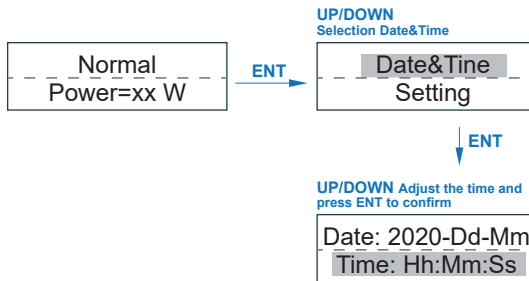 UP/DOWN
Selection Date&Time
Normal
Power=xx W
ENT
Date&Tine
Setting
ENT
UP/DOWN Adjust the time and
press ENT to confirm
Date: 2020-Dd-Mm
Time: Hh:Mm:Ss